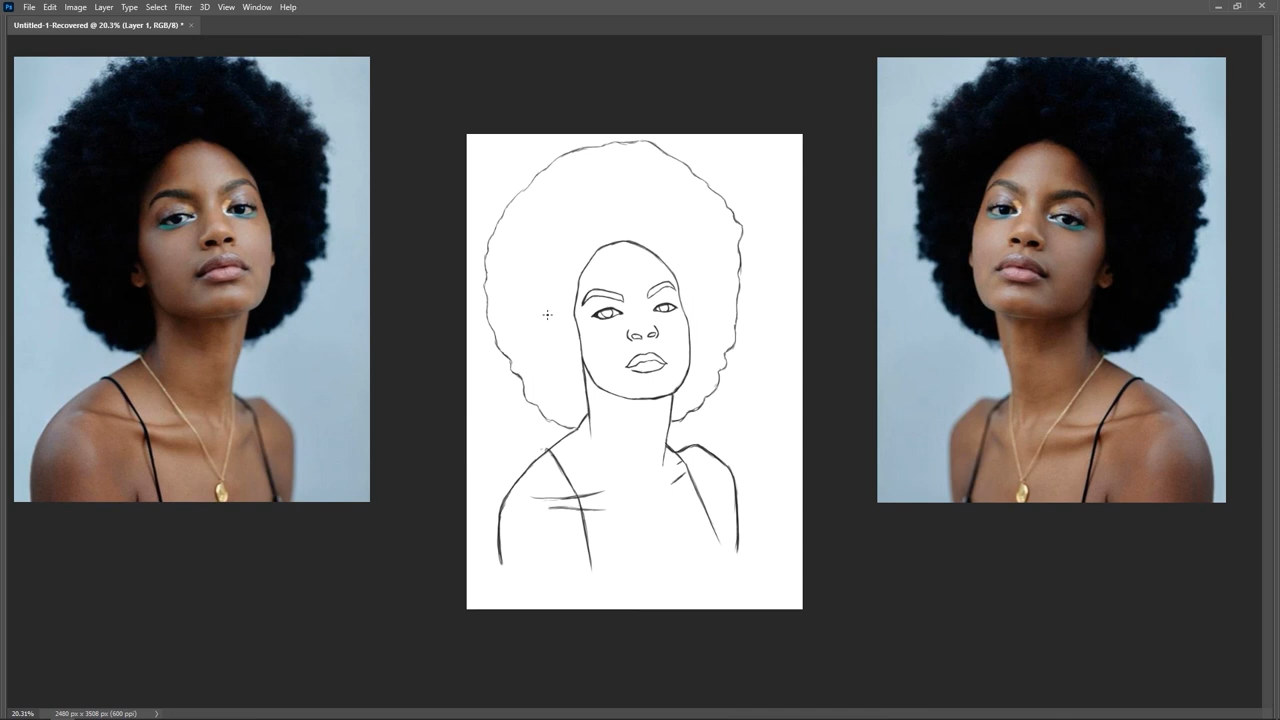 Ps File Edit Image Layer Type Select Filter 3D View Window Help
Untitled-1-Recovered @ 20.3% (Layer 1, RGB/8) * ×
20.31% 2480 px x 3508 px (600 ppi)